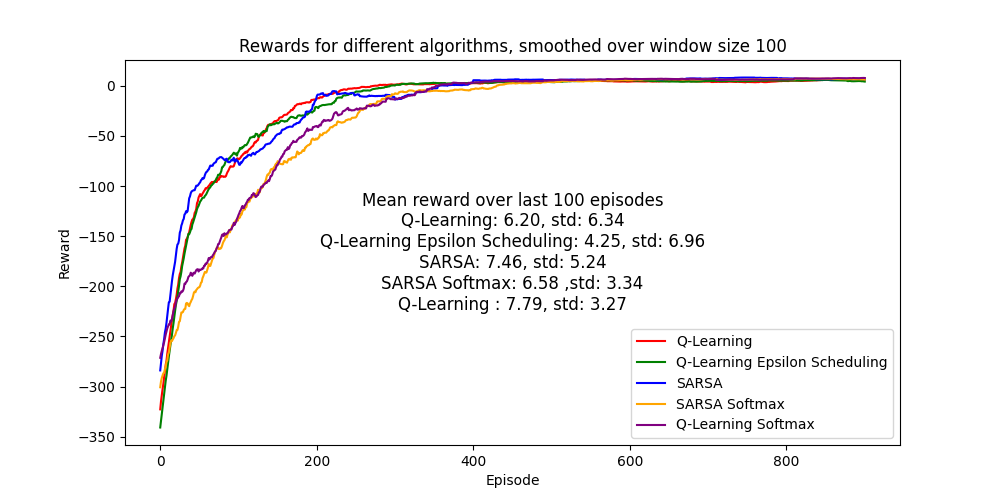 Rewards for different algorithms, smoothed over window size 100
0
−50
−100
−150
−200
−250
−300
−350
Reward
Mean reward over last 100 episodes
Q-Learning: 6.20, std: 6.34
Q-Learning Epsilon Scheduling: 4.25, std: 6.96
SARSA: 7.46, std: 5.24
SARSA Softmax: 6.58 ,std: 3.34
Q-Learning : 7.79, std: 3.27
Q-Learning
Q-Learning Epsilon Scheduling
SARSA
SARSA Softmax
Q-Learning Softmax
0 200 400 600 800
Episode